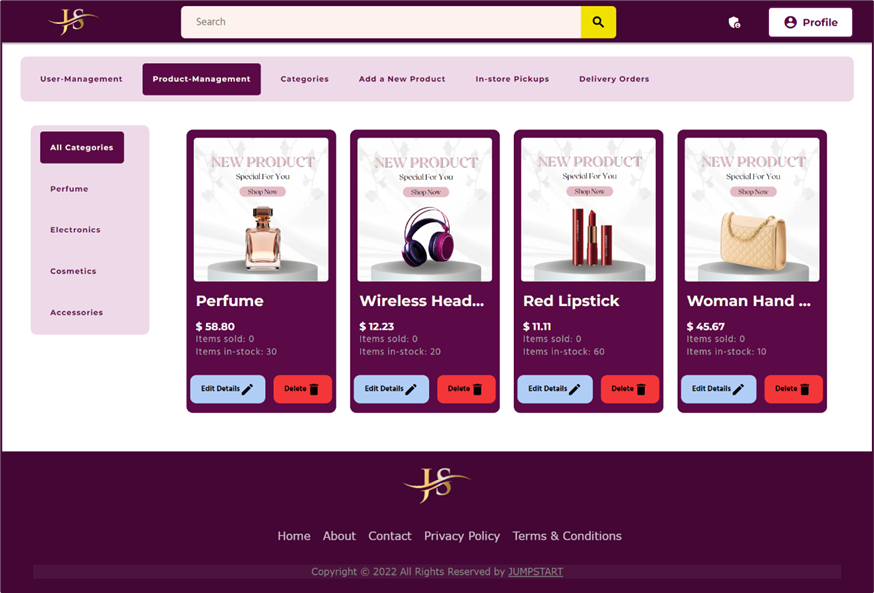 JS
Search
Profile
User-Management
Product-Management
Categories
Add a New Product
In-store Pickups
Delivery Orders
All Categories
Perfume
Electronics
Cosmetics
Accessories
NEW PRODUCT
Special For You
Shop Now
Perfume
$ 58.80
Items sold: 0
Items in-stock: 30
Edit Details
Delete
NEW PRODUCT
Special For You
Shop Now
Wireless Head...
$ 12.23
Items sold: 0
Items in-stock: 20
Edit Details
Delete
NEW PRODUCT
Special For You
Shop Now
Red Lipstick
$ 11.11
Items sold: 0
Items in-stock: 60
Edit Details
Delete
NEW PRODUCT
Special For You
Shop Now
Woman Hand ...
$ 45.67
Items sold: 0
Items in-stock: 10
Edit Details
Delete
JS
Home About Contact Privacy Policy Terms & Conditions
Copyright © 2022 All Rights Reserved by JUMPSTART